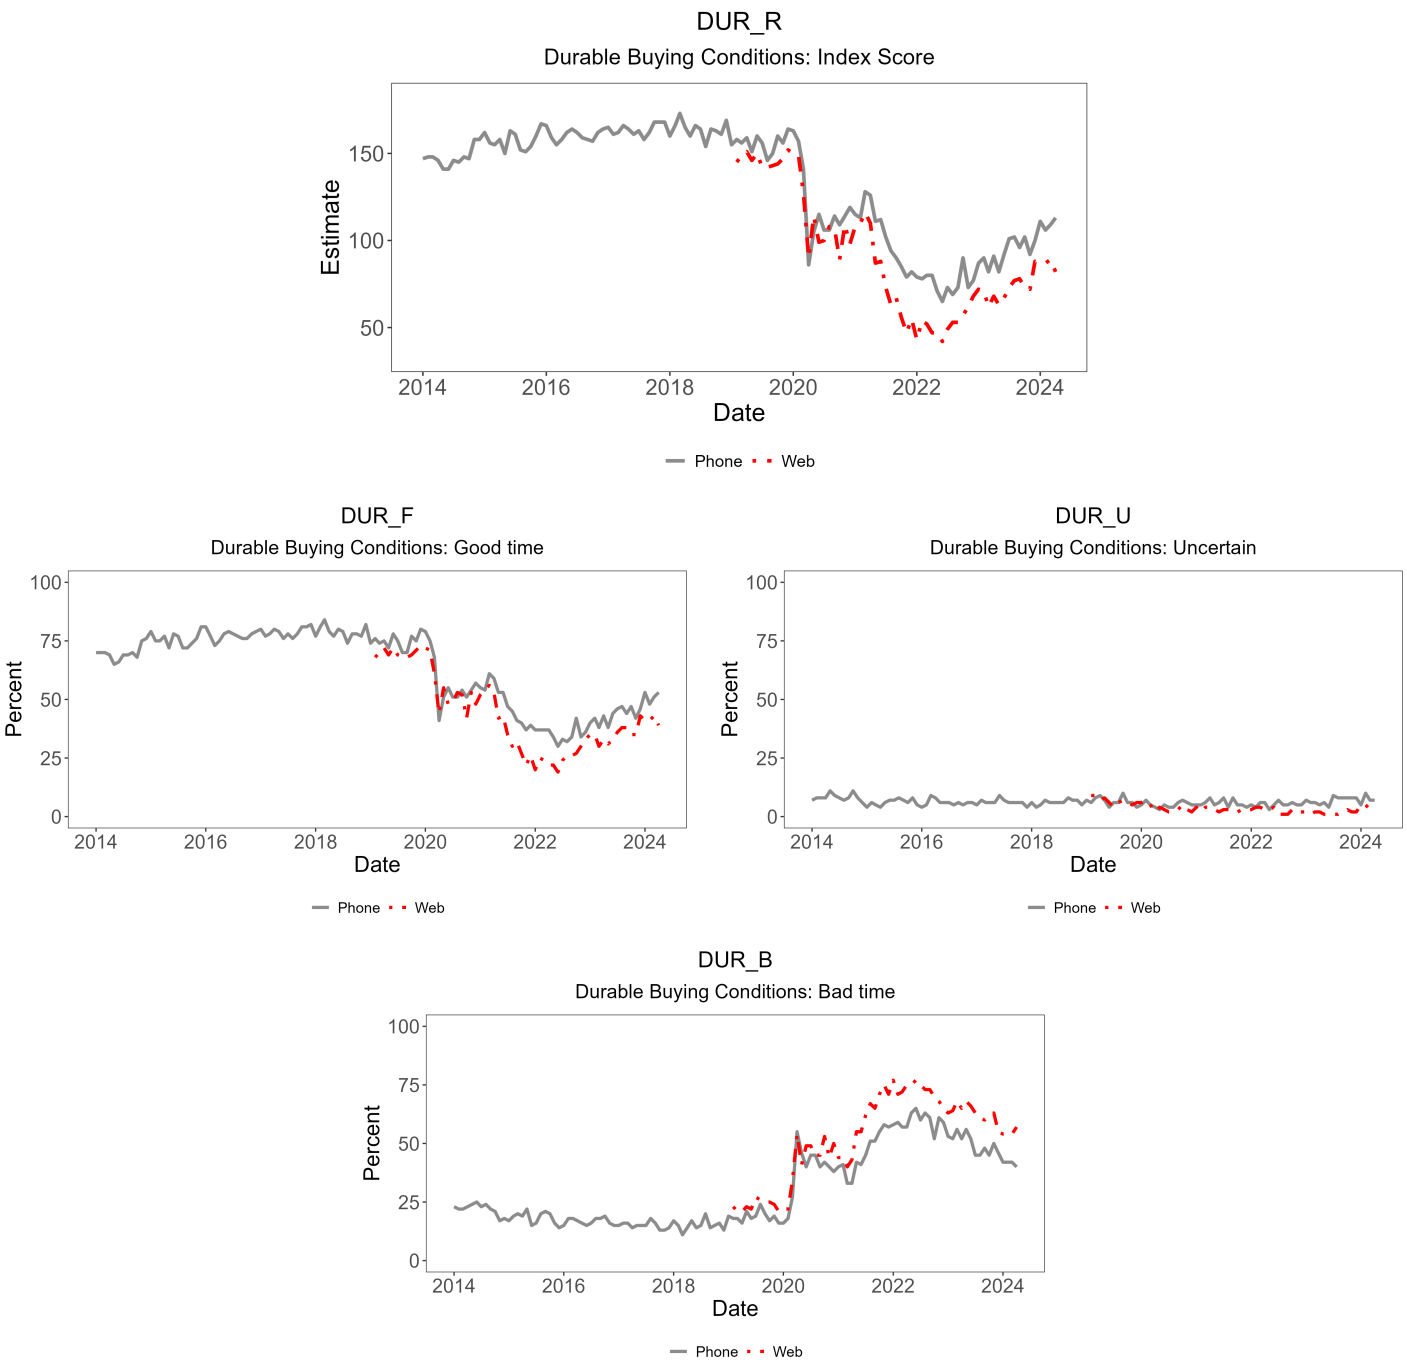 DUR_R
Durable Buying Conditions: Index Score
Estimate
150
100
50
2014 2016 2018 2020 2022 2024
Date
Phone Web
DUR_F
Durable Buying Conditions: Good time
Percent
100
75
50
25
0
2014 2016 2018 2020 2022 2024
Date
Phone Web
DUR_U
Durable Buying Conditions: Uncertain
Percent
100
75
50
25
0
2014 2016 2018 2020 2022 2024
Date
Phone Web
DUR_B
Durable Buying Conditions: Bad time
Percent
100
75
50
25
0
2014 2016 2018 2020 2022 2024
Date
Phone Web